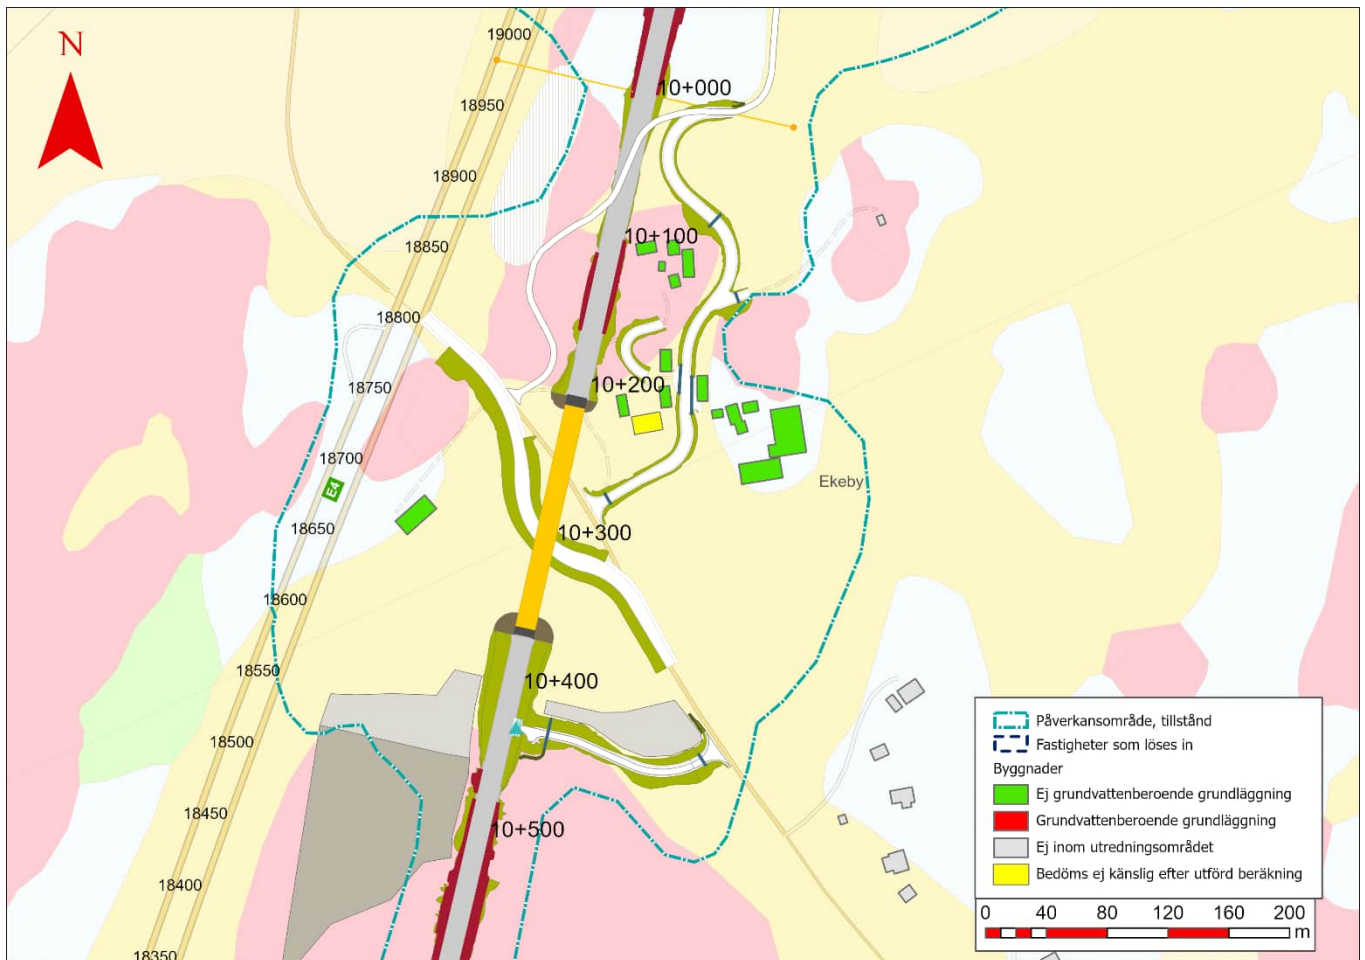 N
19000
10+000
18950
18900
10+100
18850
18800
10+200
18750
18700
E4
Ekeby
18650
10+300
18600
18550
10+400
18500
18450
10+500
18400
18350
Påverkansområde, tillstånd
Fastigheter som löses in
Byggnader
Ej grundvattenberoende grundläggning
Grundvattenberoende grundläggning
Ej inom utredningsområdet
Bedöms ej känslig efter utförd beräkning
0 40 80 120 160 200
m